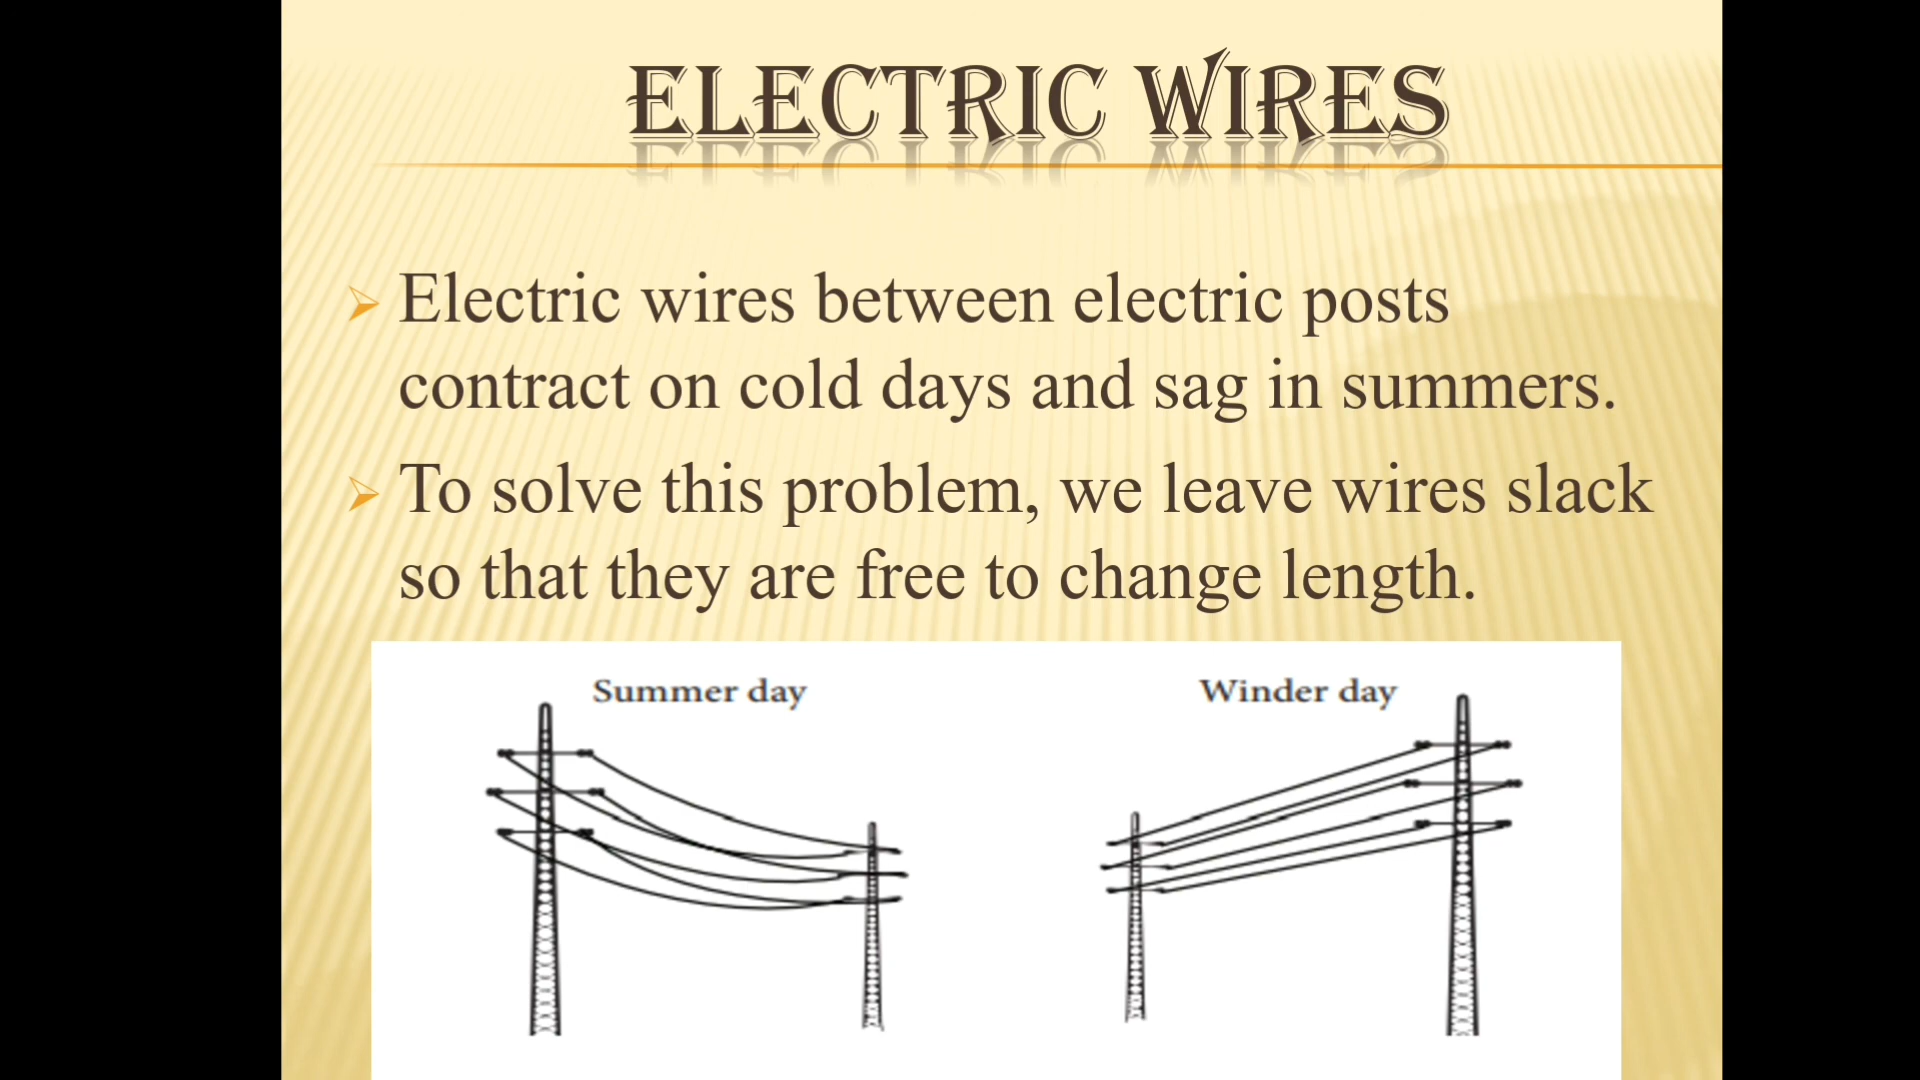 ELECTRIC WIRES
Electric wires between electric posts
contract on cold days and sag in summers.
To solve this problem, we leave wires slack
so that they are free to change length.
Summer day
Winder day